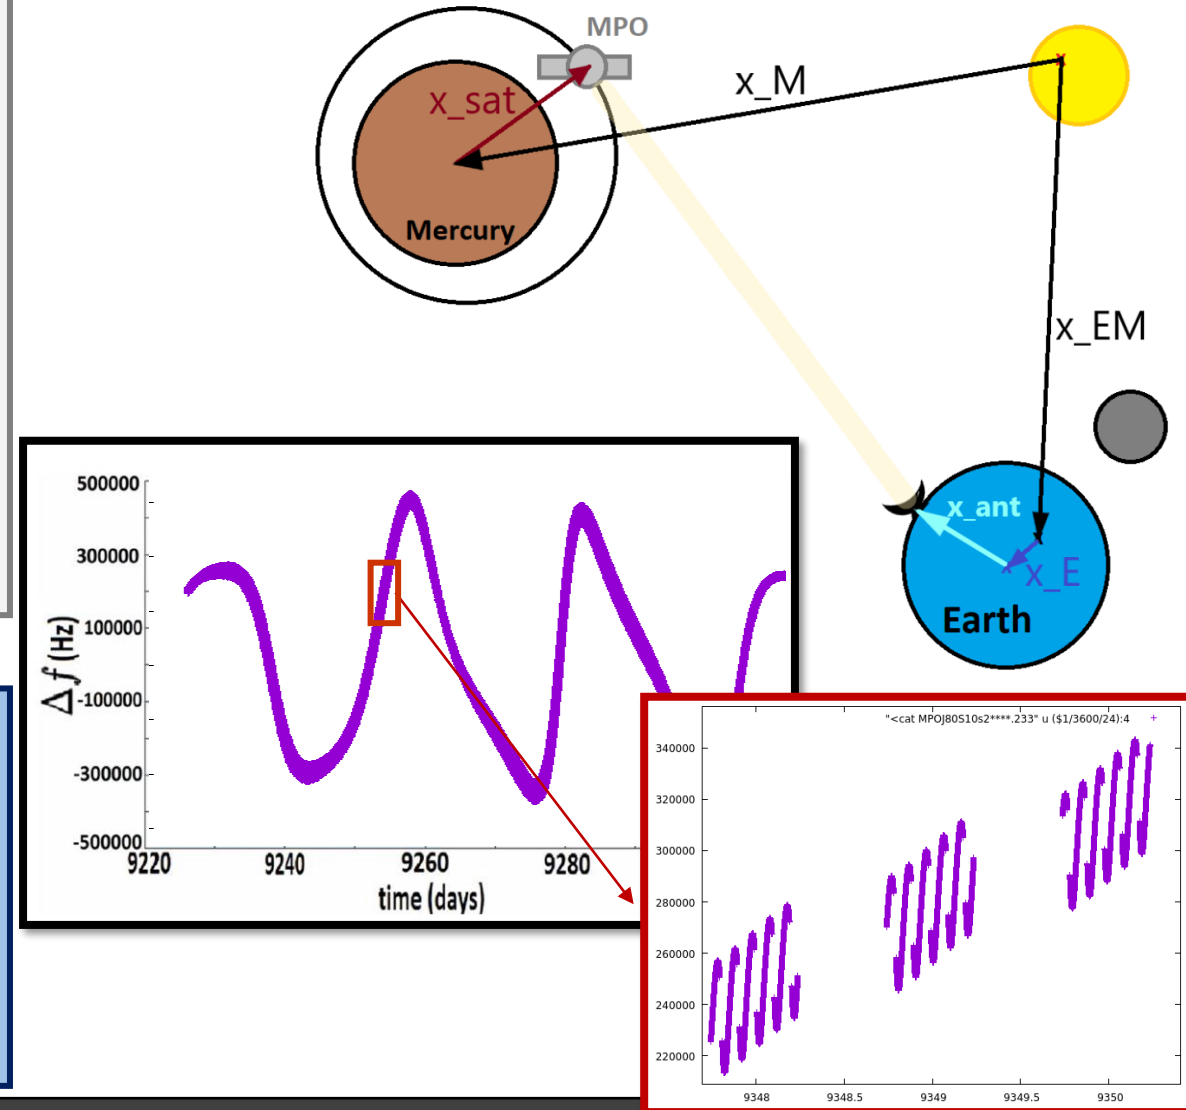 MPO
x_M
x_sat
Mercury
x_EM
x_ant
x_E
Earth
500000
300000
100000
-100000
-300000
-500000
Δf (Hz)
9220
9240
9260
9280
time (days)
"<cat MPOJ80S10s2****.233" u ($1/3600/24):4
340000
320000
300000
280000
260000
240000
220000
9348
9348.5
9349
9349.5
9350